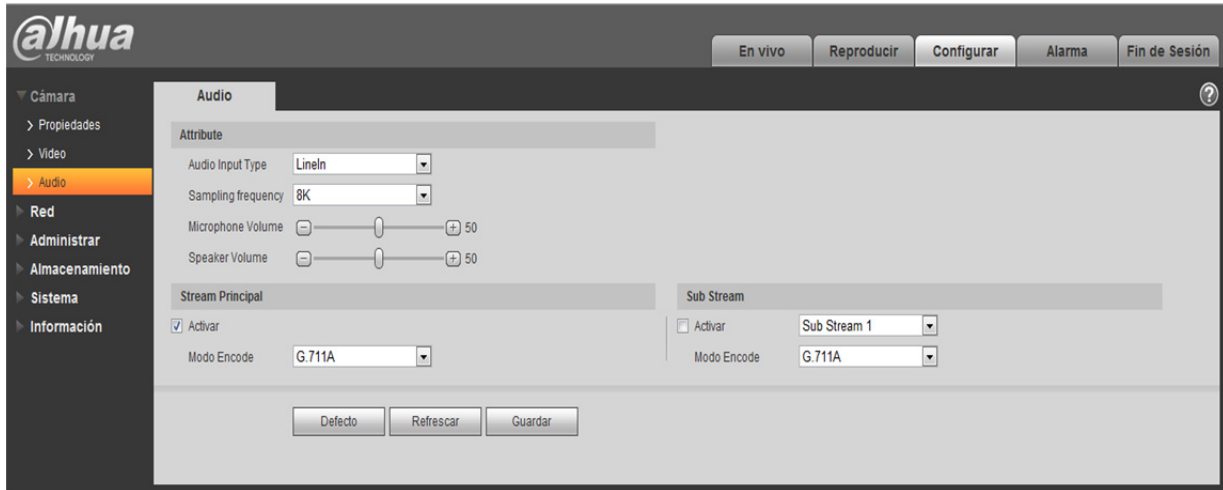 alhua
TECHNOLOGY
En vivo
Reproducir
Configurar
Alarma
Fin de Sesión
Cámara
Propiedades
Video
Audio
Red
Administrar
Almacenamiento
Sistema
Información
Audio
?
Attribute
Audio Input Type LineIn
Sampling frequency 8K
Microphone Volume 50
Speaker Volume 50
Stream Principal
Activar
Modo Encode G.711A
Sub Stream
Activar Sub Stream 1
Modo Encode G.711A
Defecto
Refrescar
Guardar